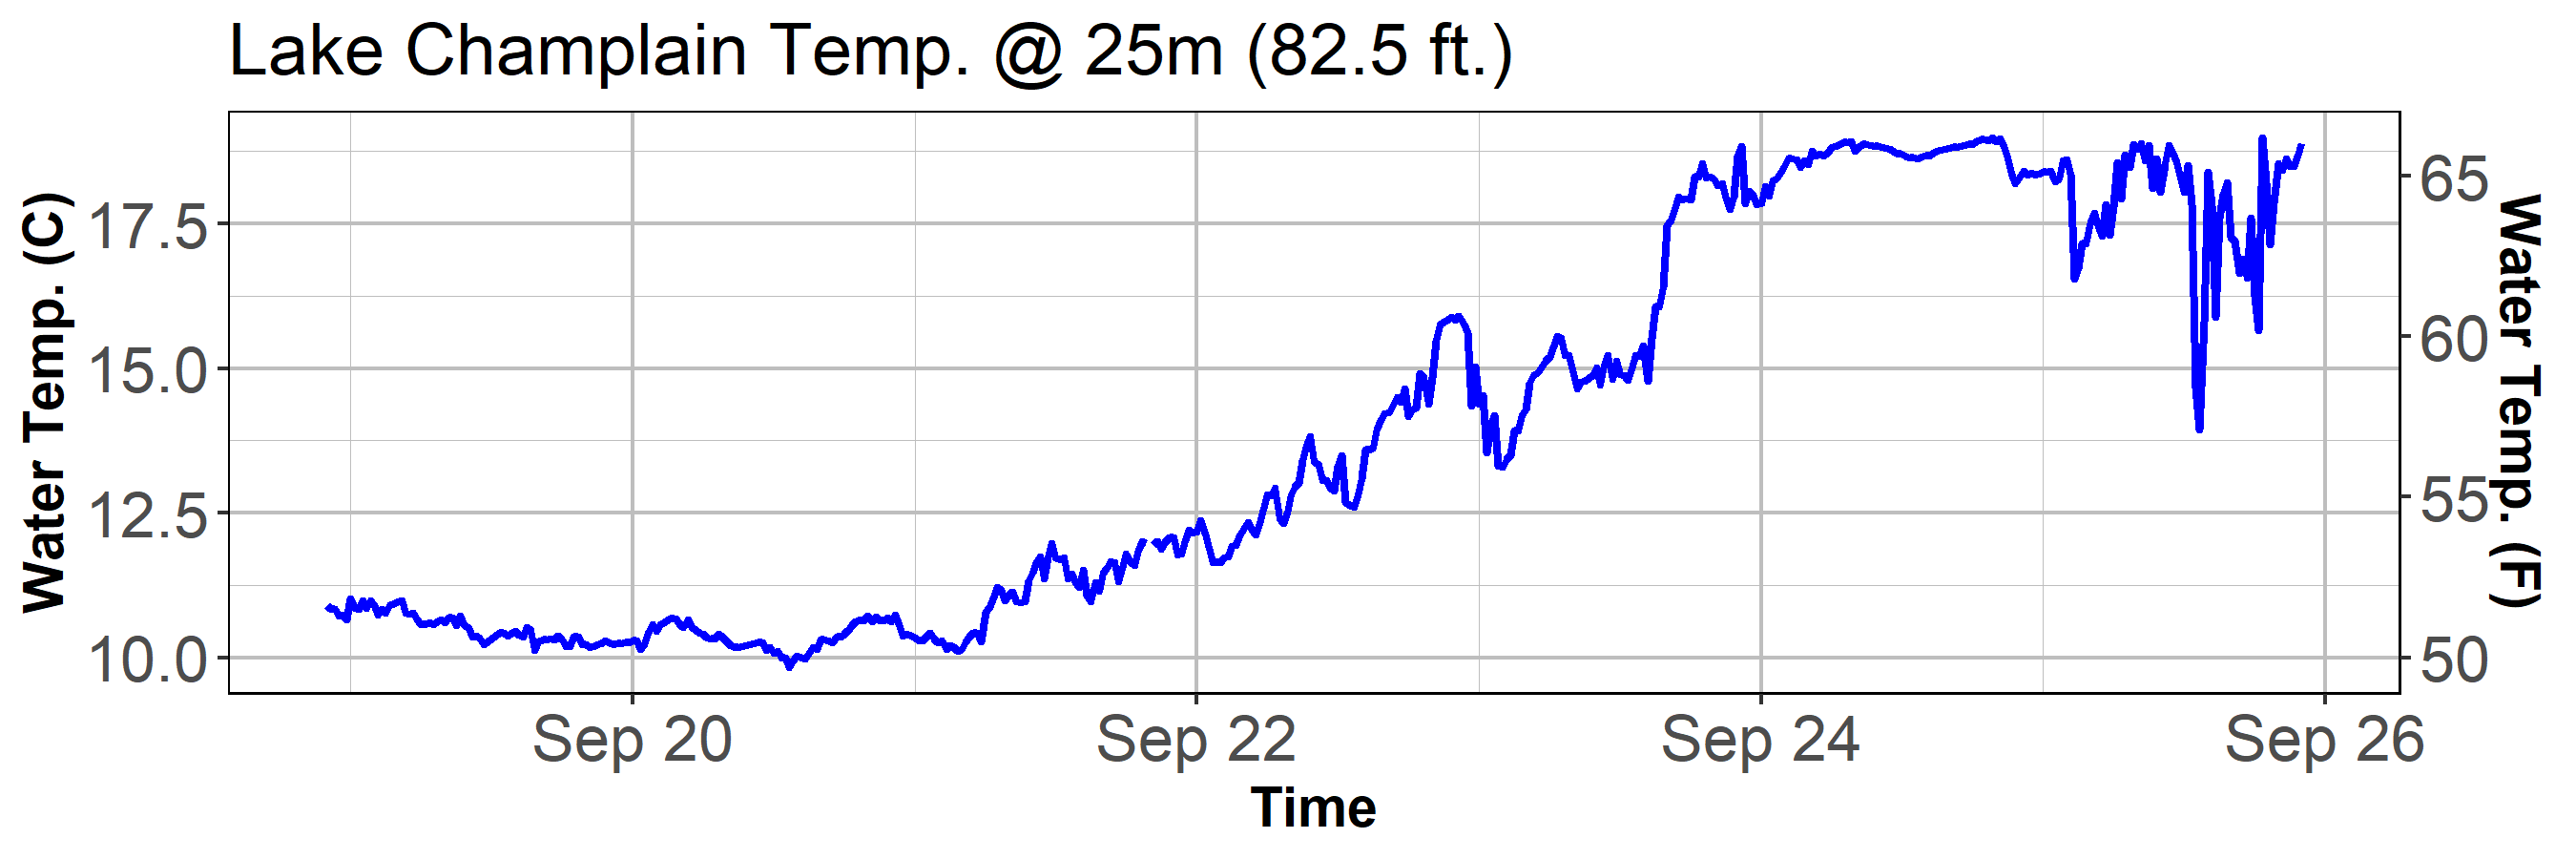 Lake Champlain Temp. @ 25m (82.5 ft.)
Water Temp. (C)
17.5
15.0
12.5
10.0
65
60
55
50
Water Temp. (F)
Sep 20 Sep 22 Sep 24 Sep 26
Time